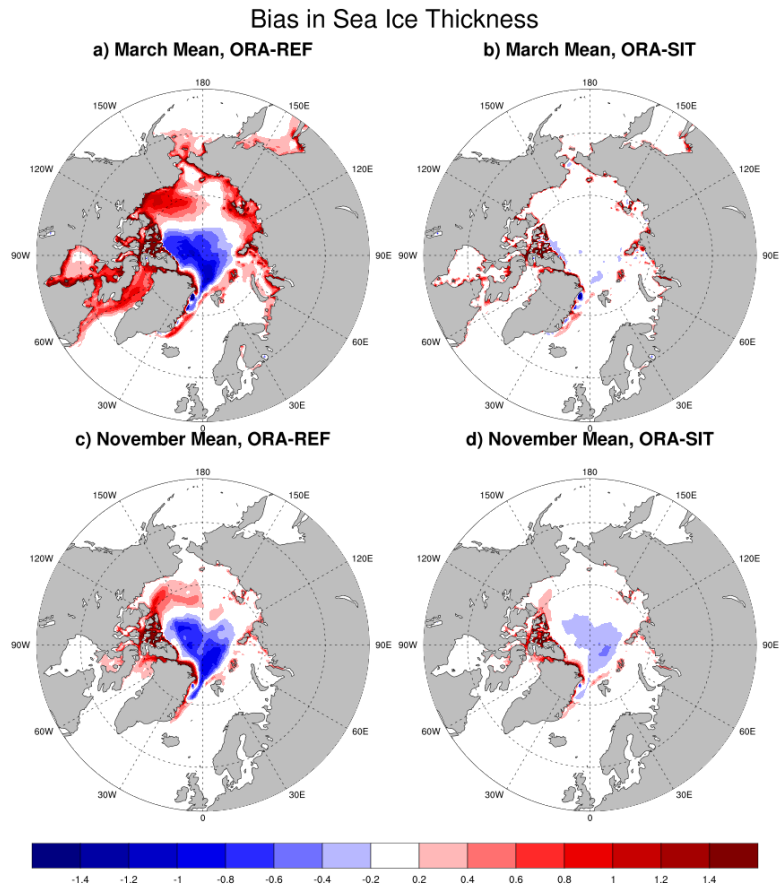 Bias in Sea Ice Thickness
a) March Mean, ORA-REF
b) March Mean, ORA-SIT
180
150W
150E
120W
120E
90W
90E
60W
60E
30W
30E
0
180
150W
150E
120W
120E
90W
90E
60W
60E
30W
30E
0
c) November Mean, ORA-REF
d) November Mean, ORA-SIT
180
150W
150E
120W
120E
90W
90E
60W
60E
30W
30E
0
180
150W
150E
120W
120E
90W
90E
60W
60E
30W
30E
0
-1.4 -1.2 -1 -0.8 -0.6 -0.4 -0.2 0.2 0.4 0.6 0.8 1 1.2 1.4